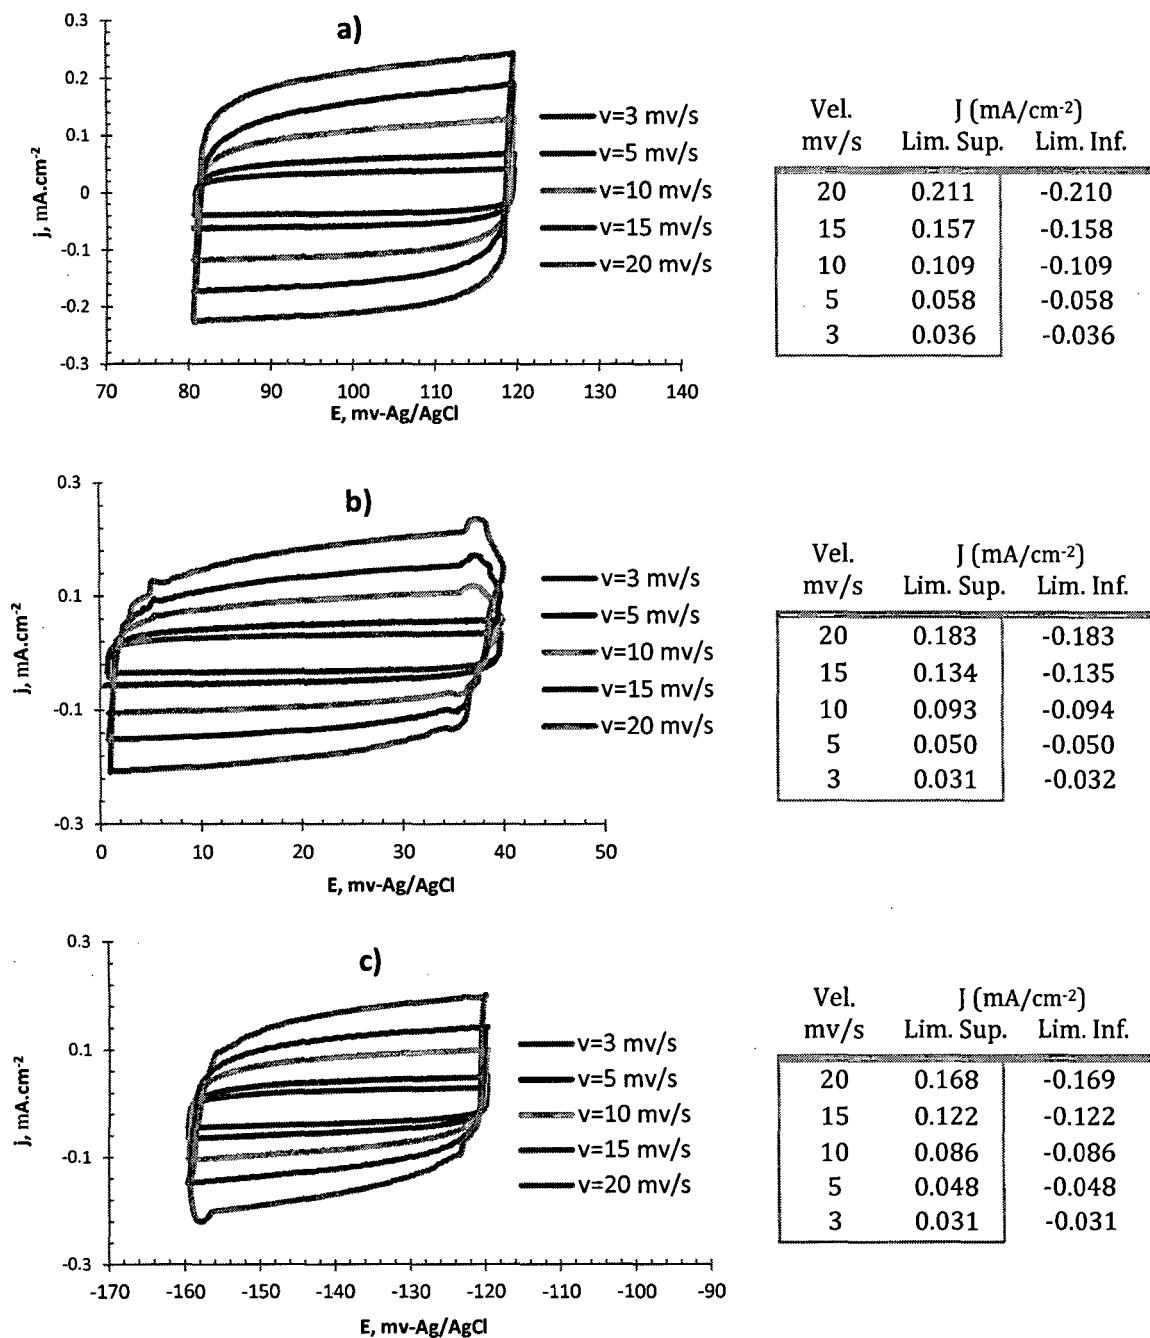 a)
0.3
0.2
0.1
0
-0.1
-0.2
-0.3
j, mA.cm-2
70 80 90 100 110 120 130 140
E, mv-Ag/AgCl
v=3 mv/s
v=5 mv/s
v=10 mv/s
v=15 mv/s
v=20 mv/s
Vel. J (mA/cm-2)
mv/s Lim. Sup. Lim. Inf.
20 0.211 -0.210
15 0.157 -0.158
10 0.109 -0.109
5 0.058 -0.058
3 0.036 -0.036
b)
0.3
0.1
-0.1
-0.3
j, mA.cm-2
0 10 20 30 40 50
E, mv-Ag/AgCl
v=3 mv/s
v=5 mv/s
v=10 mv/s
v=15 mv/s
v=20 mv/s
Vel. J (mA/cm-2)
mv/s Lim. Sup. Lim. Inf.
20 0.183 -0.183
15 0.134 -0.135
10 0.093 -0.094
5 0.050 -0.050
3 0.031 -0.032
c)
0.3
0.1
-0.1
-0.3
j, mA.cm-2
-170 -160 -150 -140 -130 -120 -110 -100 -90
E, mv-Ag/AgCl
v=3 mv/s
v=5 mv/s
v=10 mv/s
v=15 mv/s
v=20 mv/s
Vel. J (mA/cm-2)
mv/s Lim. Sup. Lim. Inf.
20 0.168 -0.169
15 0.122 -0.122
10 0.086 -0.086
5 0.048 -0.048
3 0.031 -0.031